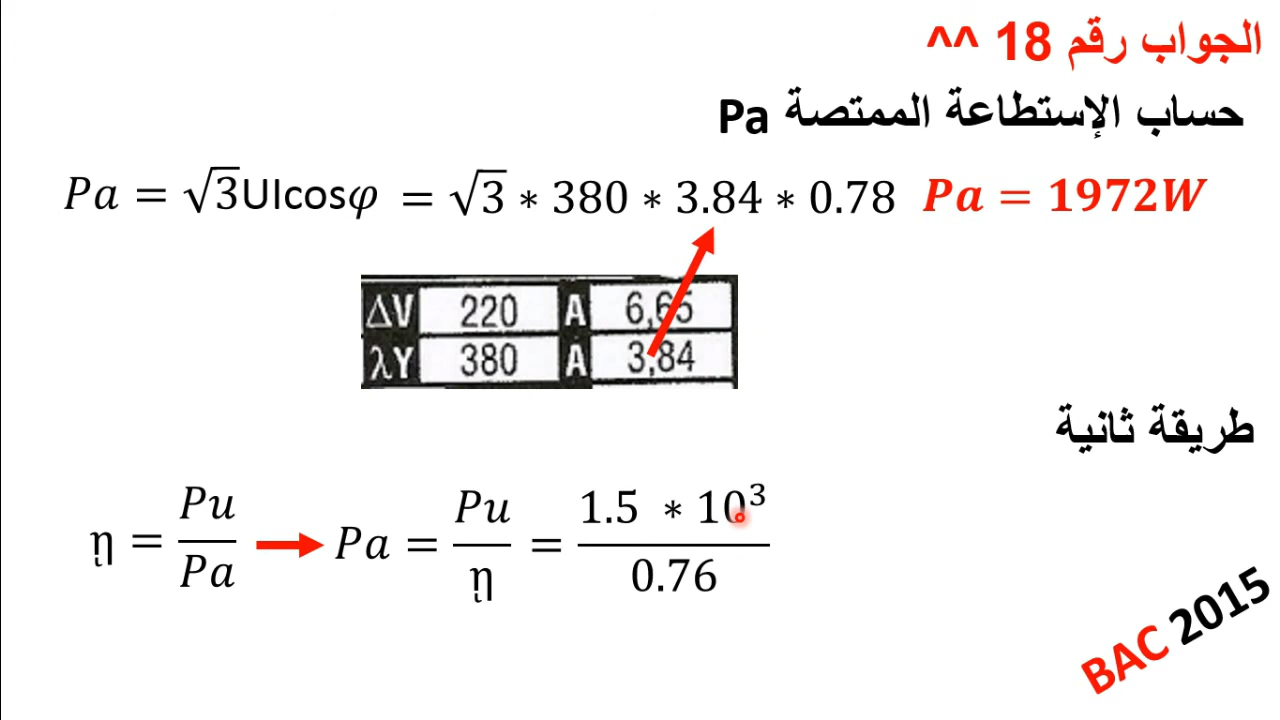 الجواب رقم 18 ^^
حساب الإستطاعة الممتصة Pa
Pa = √3UIcosφ = √3 * 380 * 3.84 * 0.78 Pa = 1972W
ΔV 220 A 6,65
λY 380 A 3,84
طريقة ثانية
ῃ = Pu/Pa Pa = Pu/ῃ = 1.5 * 10³/0.76
BAC 2015